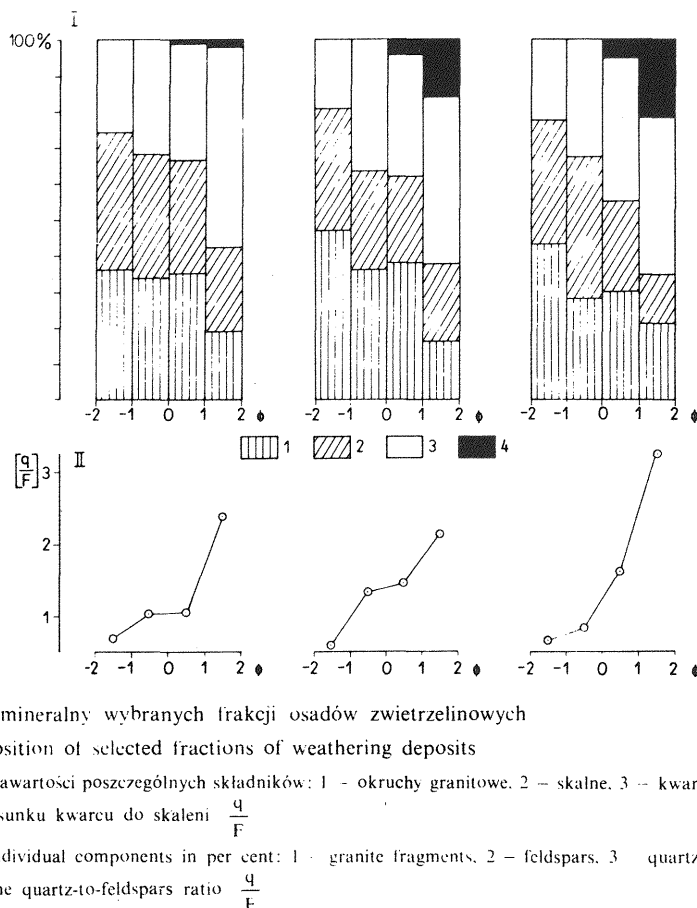 I
100%
-2 -1 0 1 2 ϕ
-2 -1 0 1 2 ϕ
-2 -1 0 1 2 ϕ
1 2 3 4
[q/F] II
3
2
1
-2 -1 0 1 2 ϕ
-2 -1 0 1 2 ϕ
-2 -1 0 1 2 ϕ
mineralny wybranych frakcji osadów zwietrzelinowych
osition of selected fractions of weathering deposits
awartości poszczególnych składników: 1 - okruchy granitowe, 2 – skalne, 3 – kwar
sunku kwarcu do skaleni q/F
dividual components in per cent: 1 - granite fragments, 2 – feldspars, 3 quartz
ne quartz-to-feldspars ratio q/F